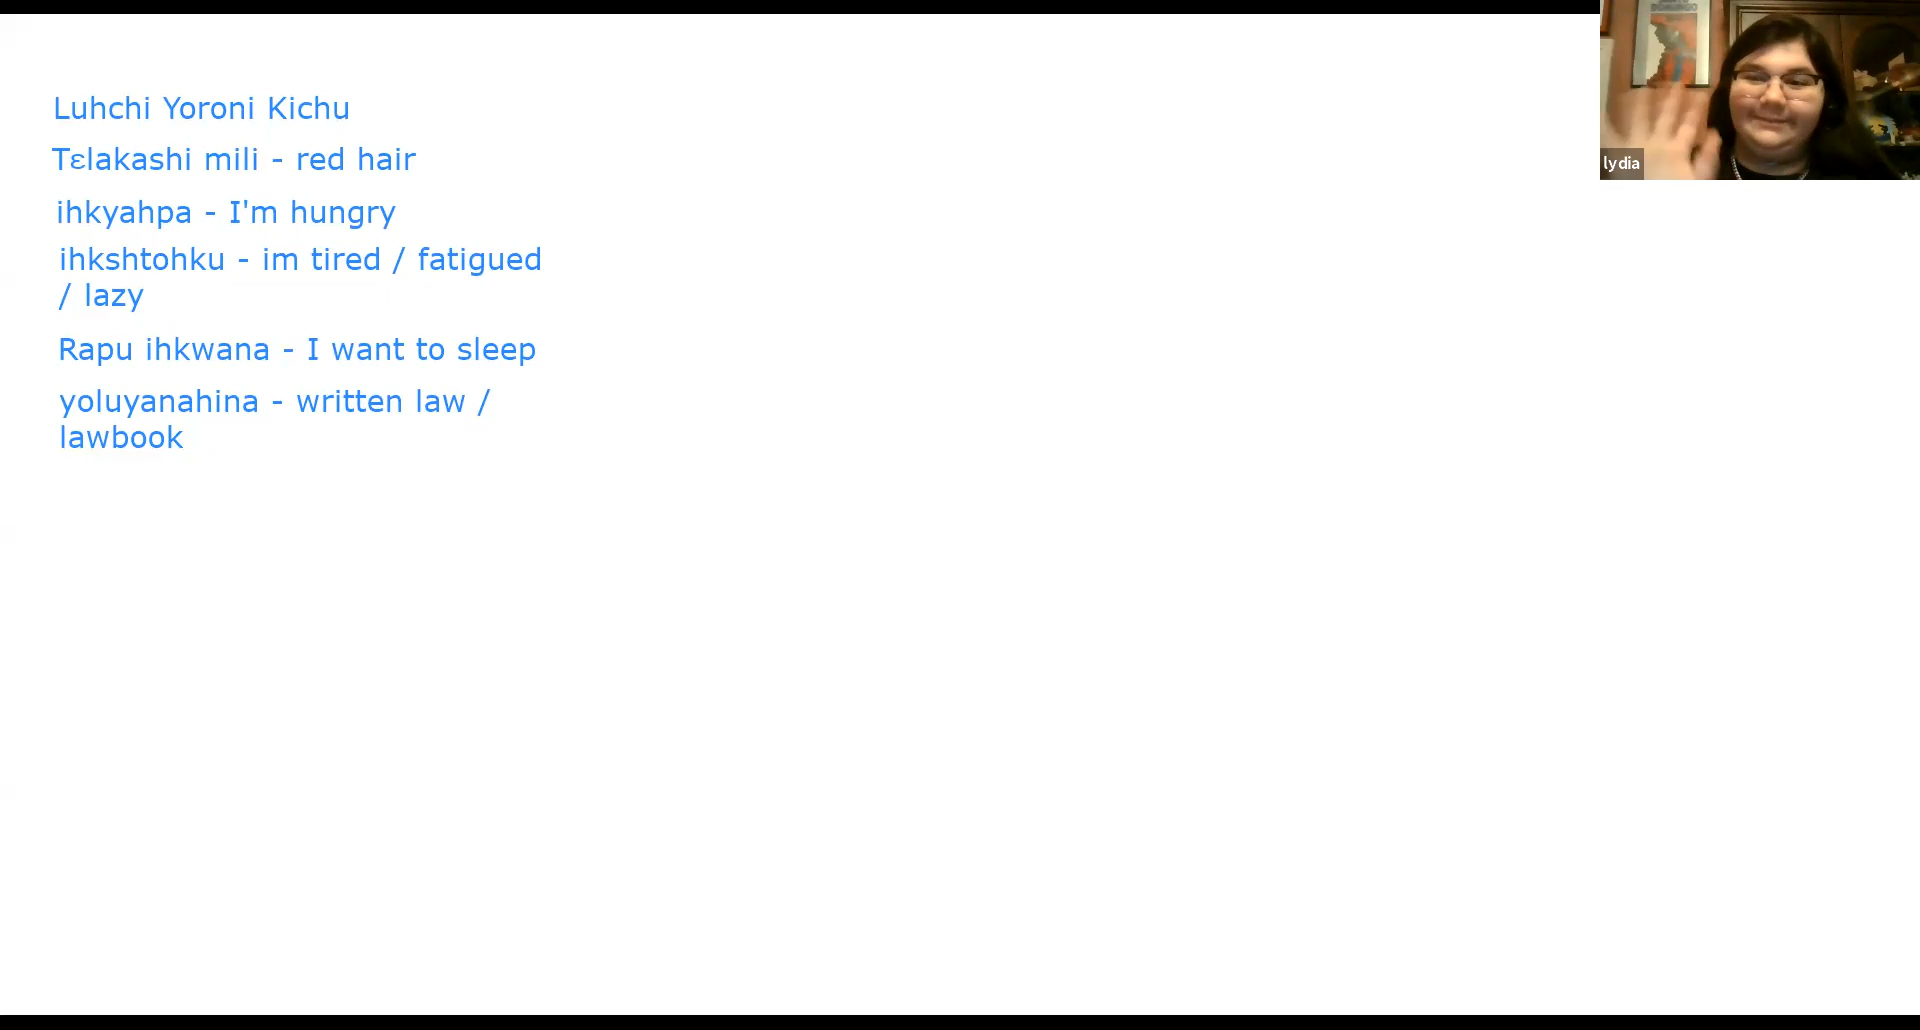 Luhchi Yoroni Kichu
Tɛlakashi mili - red hair
ihkyahpa - I'm hungry
ihkshtohku - im tired / fatigued
/ lazy
Rapu ihkwana - I want to sleep
yoluyanahina - written law /
lawbook
lydia